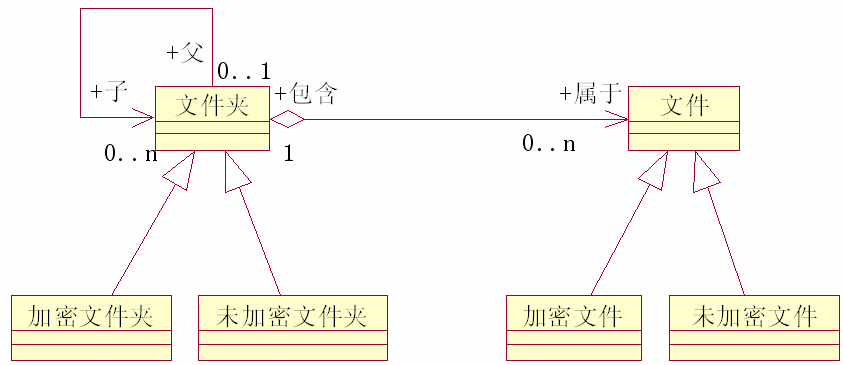 +父
0..1
+子
文件夹
+包含
+属于
文件
0..n
1
0..n
加密文件夹
未加密文件夹
加密文件
未加密文件